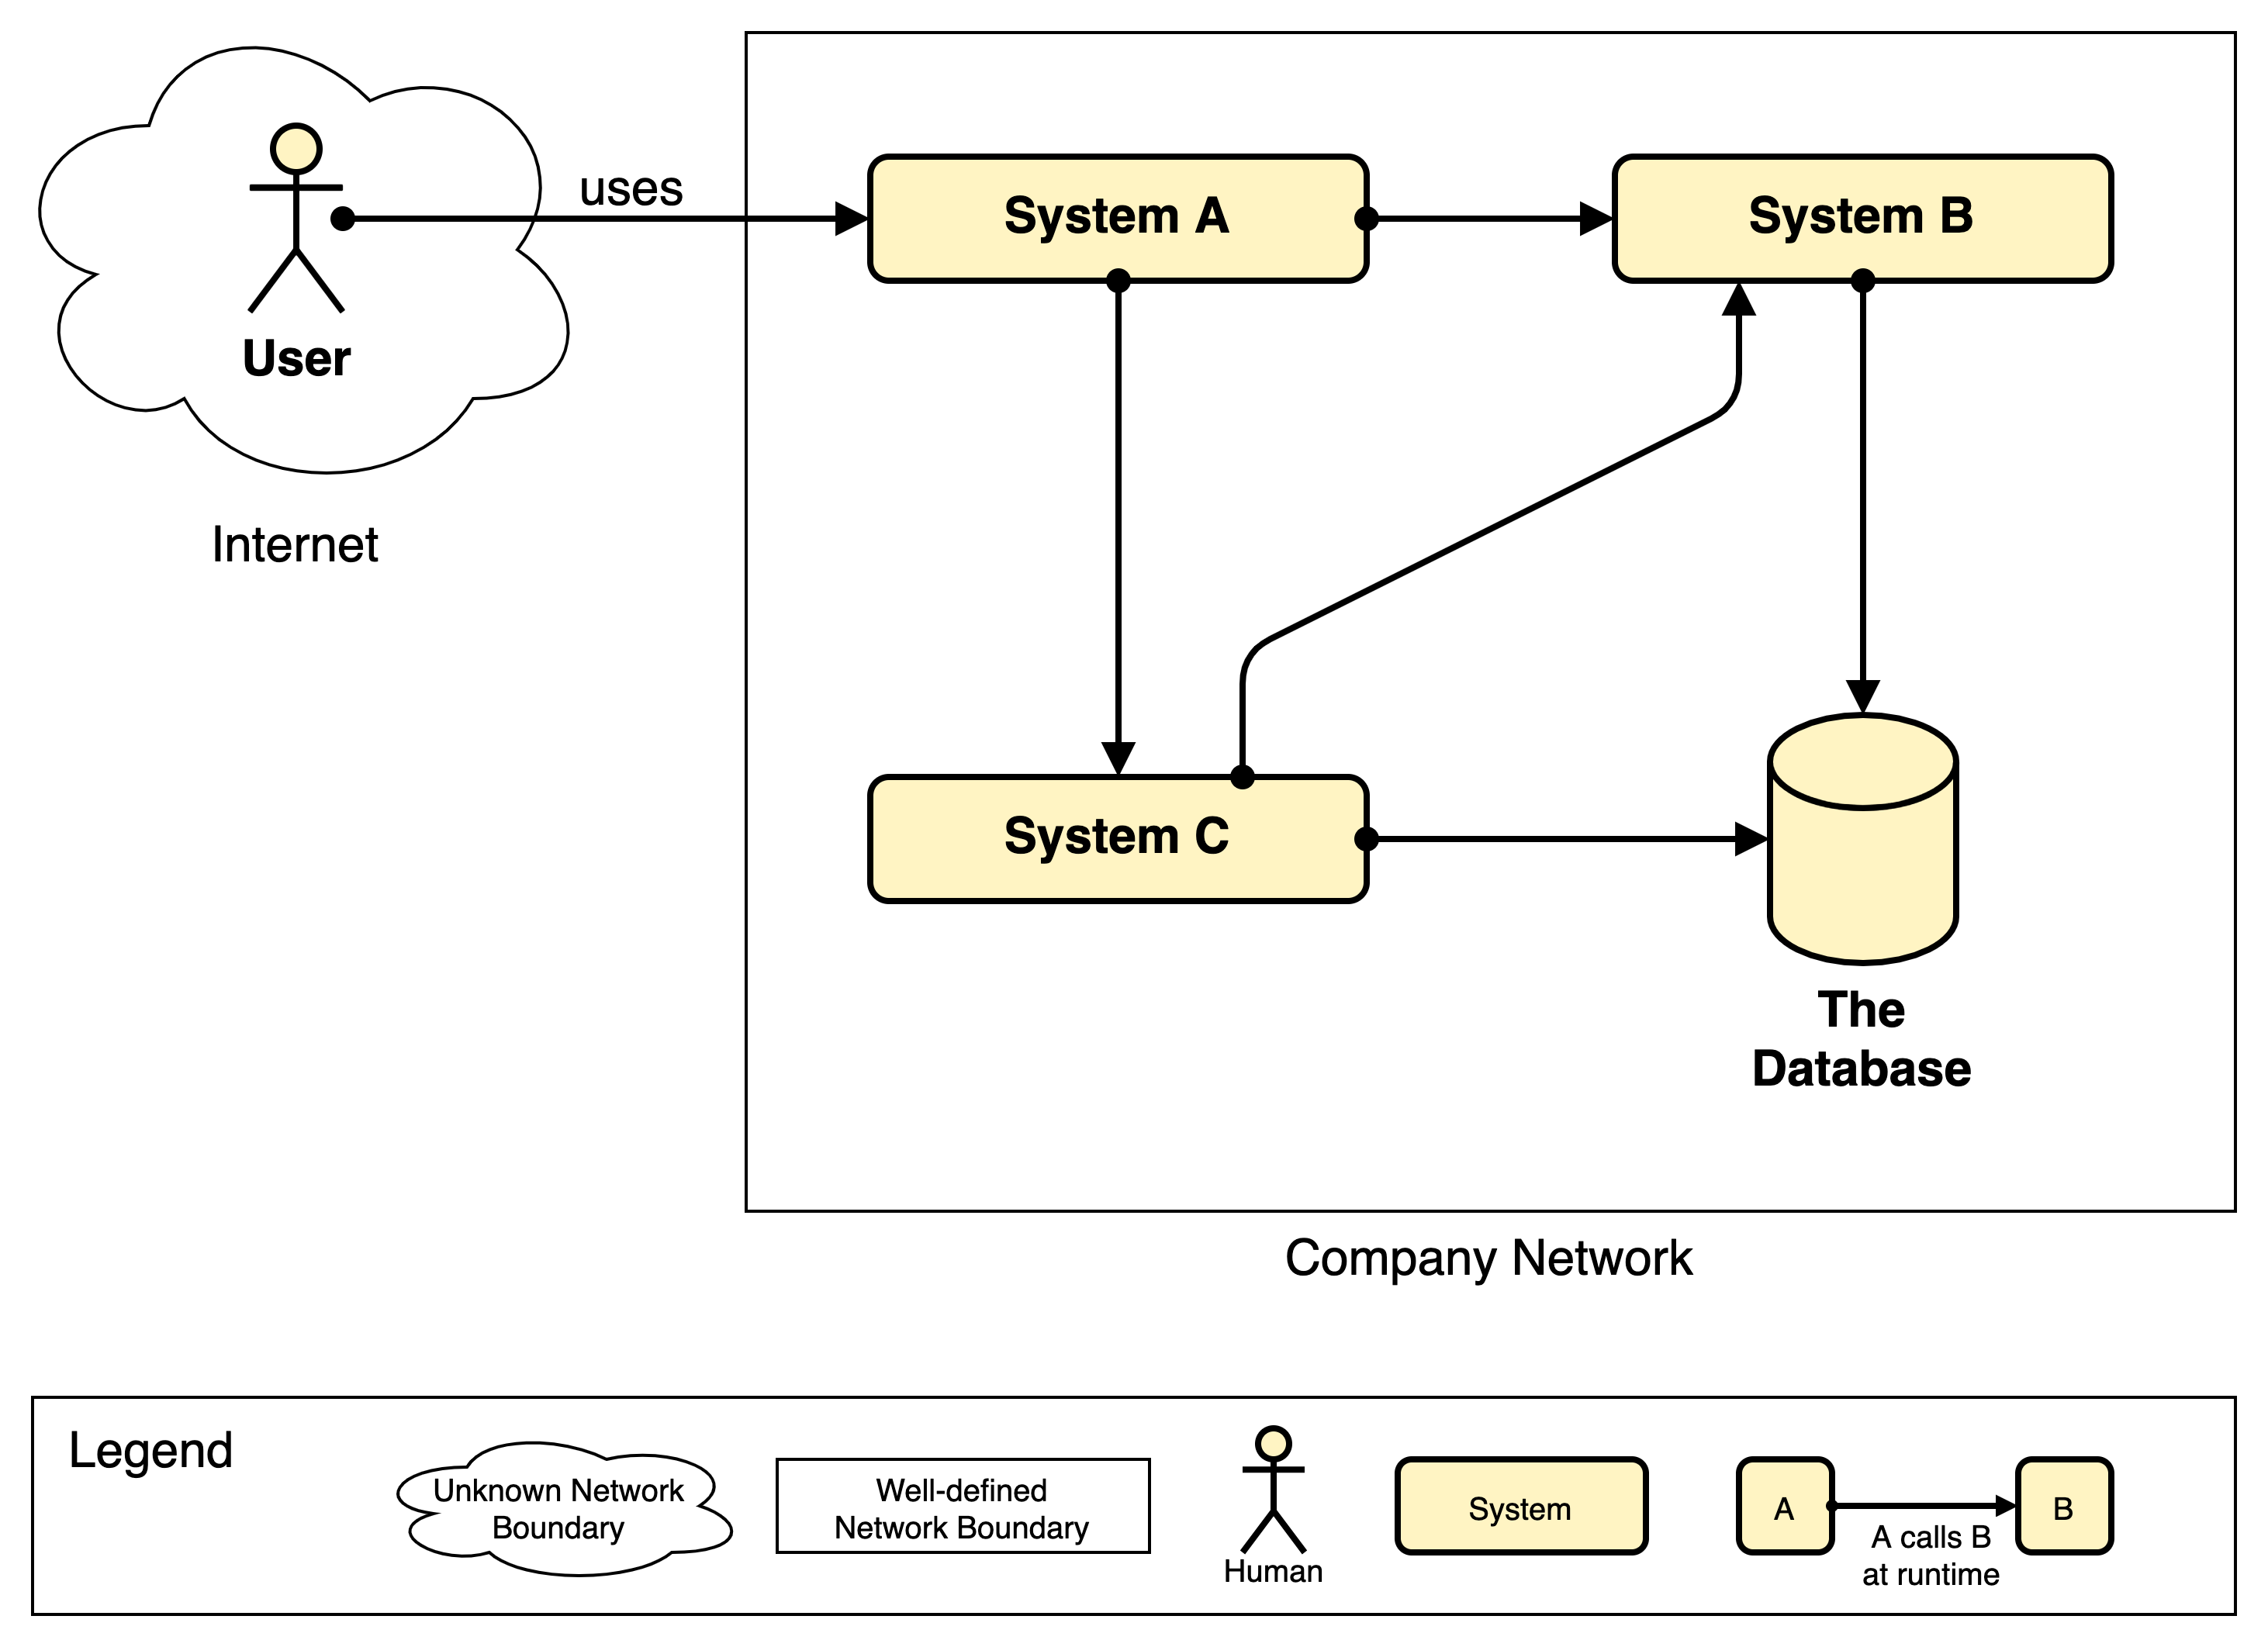 uses
System A
System B
User
Internet
System C
The
Database
Company Network
Legend
Unknown Network
Boundary
Well-defined
Network Boundary
Human
System
A
A calls B
at runtime
B